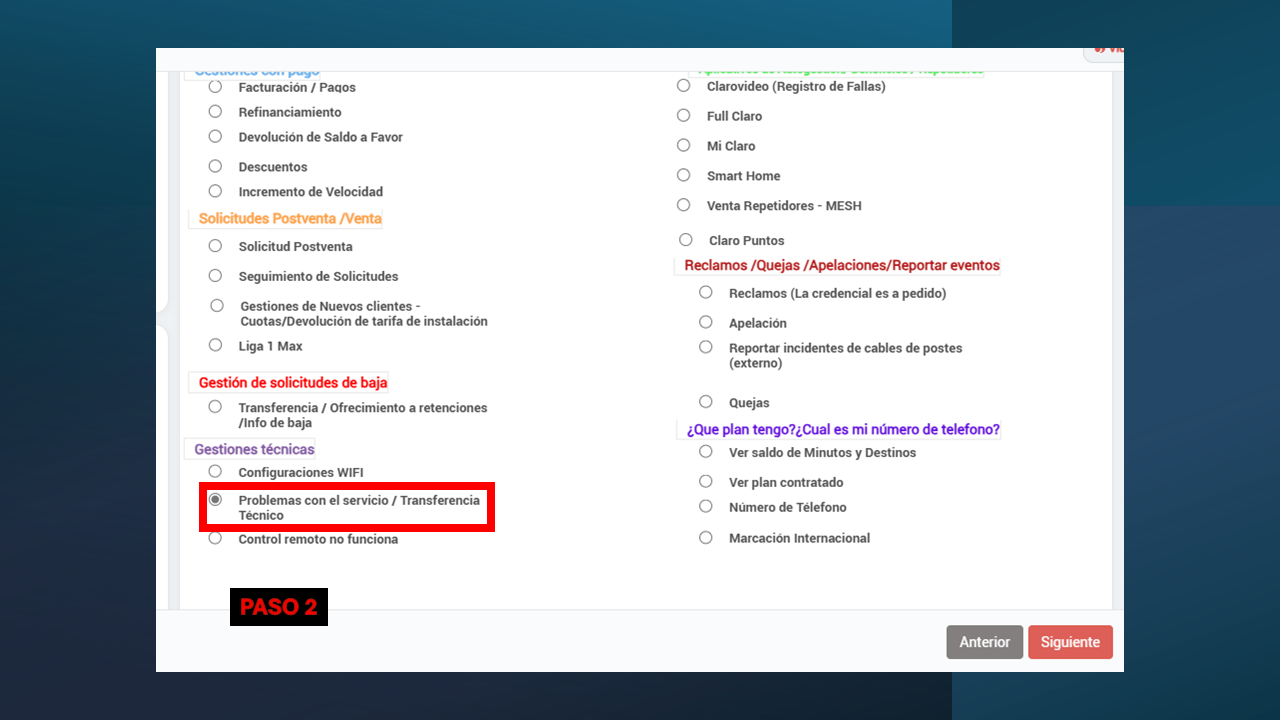 Gestiones con pago
Facturación / Pagos
Refinanciamiento
Devolución de Saldo a Favor
Descuentos
Incremento de Velocidad
Solicitudes Postventa /Venta
Solicitud Postventa
Seguimiento de Solicitudes
Gestiones de Nuevos clientes -
Cuotas/Devolución de tarifa de instalación
Liga 1 Max
Gestión de solicitudes de baja
Transferencia / Ofrecimiento a retenciones
/Info de baja
Gestiones técnicas
Configuraciones WIFI
Problemas con el servicio / Transferencia
Técnico
Control remoto no funciona
Clarovideo (Registro de Fallas)
Full Claro
Mi Claro
Smart Home
Venta Repetidores - MESH
Claro Puntos
Reclamos /Quejas /Apelaciones/Reportar eventos
Reclamos (La credencial es a pedido)
Apelación
Reportar incidentes de cables de postes
(externo)
Quejas
¿Que plan tengo?¿Cual es mi número de telefono?
Ver saldo de Minutos y Destinos
Ver plan contratado
Número de Télefono
Marcación Internacional
PASO 2
Anterior
Siguiente